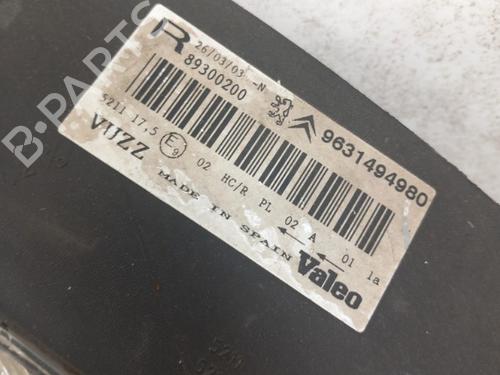 R 26/03/03 -N
89300200
9631494980
5211 17.5 E9 02 HC/R PL 02 A 01 1a
VIJZZ
MADE IN SPAIN
Valeo
B-PARTS